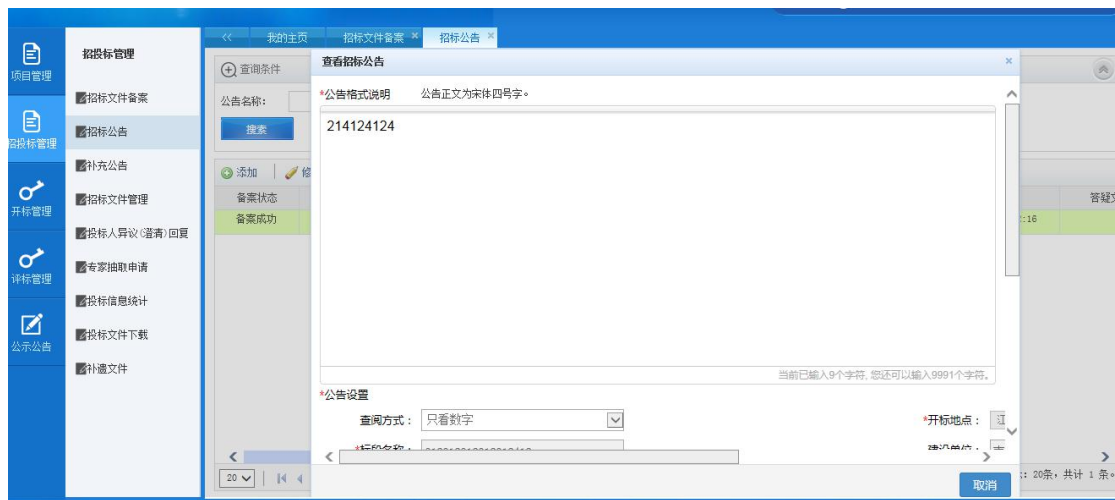 << 我的主页 招标文件备案 × 招标公告 ×
项目管理
招投标管理
开标管理
评标管理
公示公告
招投标管理
招标文件备案
招标公告
补充公告
招标文件管理
投标人异议(澄清)回复
专家抽取申请
投标信息统计
投标文件下载
补遗文件
查询条件
公告名称：
搜索
添加 修
备案状态
备案成功
查看招标公告 ×
*公告格式说明 公告正文为宋体四号字。
214124124
当前已输入9个字符, 您还可以输入9991个字符。
*公告设置
查阅方式： 只看数字 *开标地点： 江
*标段名称： 建设单位：
取消
答疑文
:16
20 : 20条，共计 1 条。